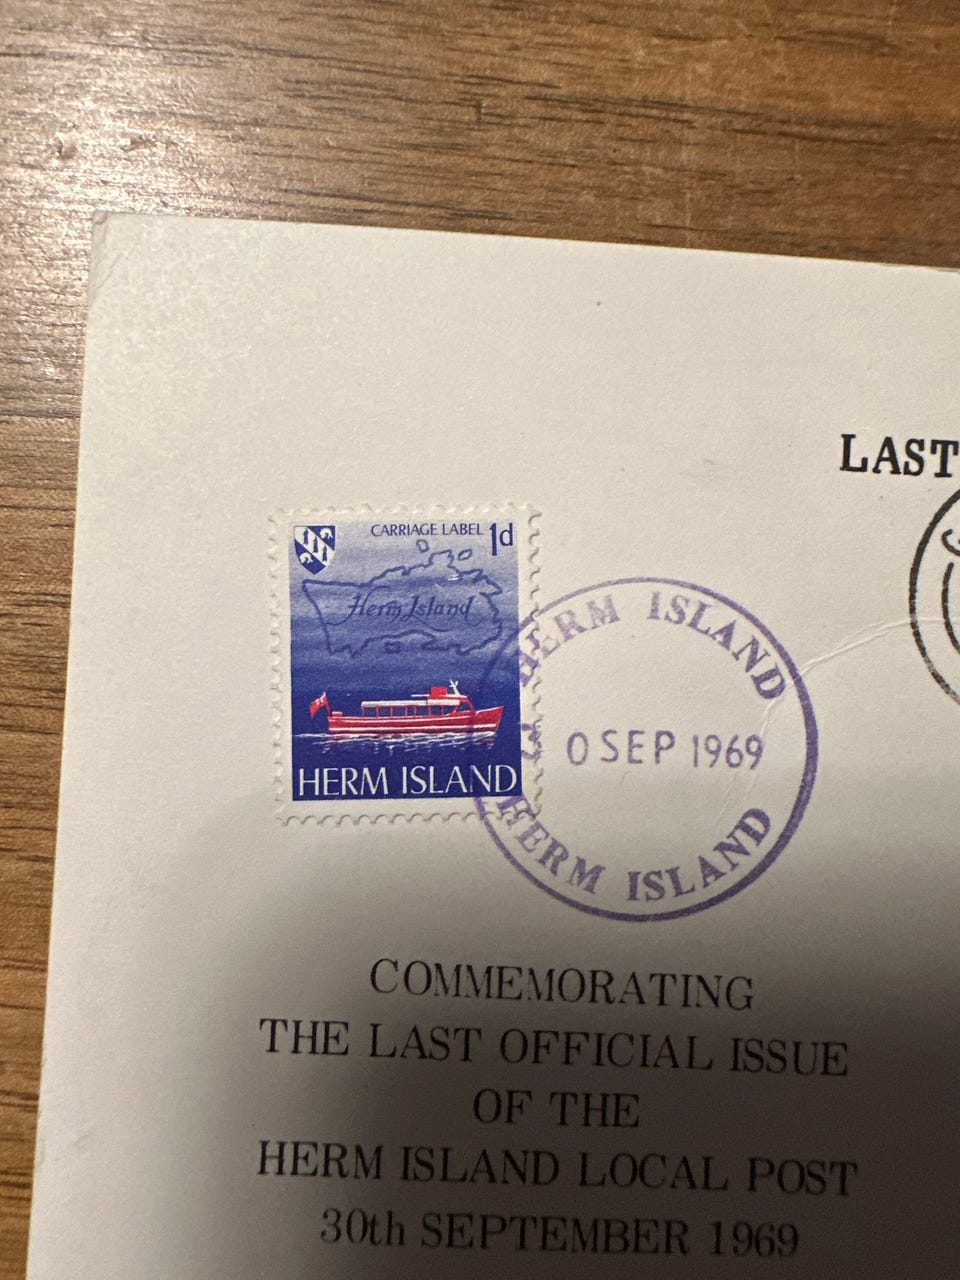 LAST
CARRIAGE LABEL 1d
Herm Island
HERM ISLAND
HERM ISLAND
0 SEP 1969
HERM ISLAND
COMMEMORATING
THE LAST OFFICIAL ISSUE
OF THE
HERM ISLAND LOCAL POST
30th SEPTEMBER 1969